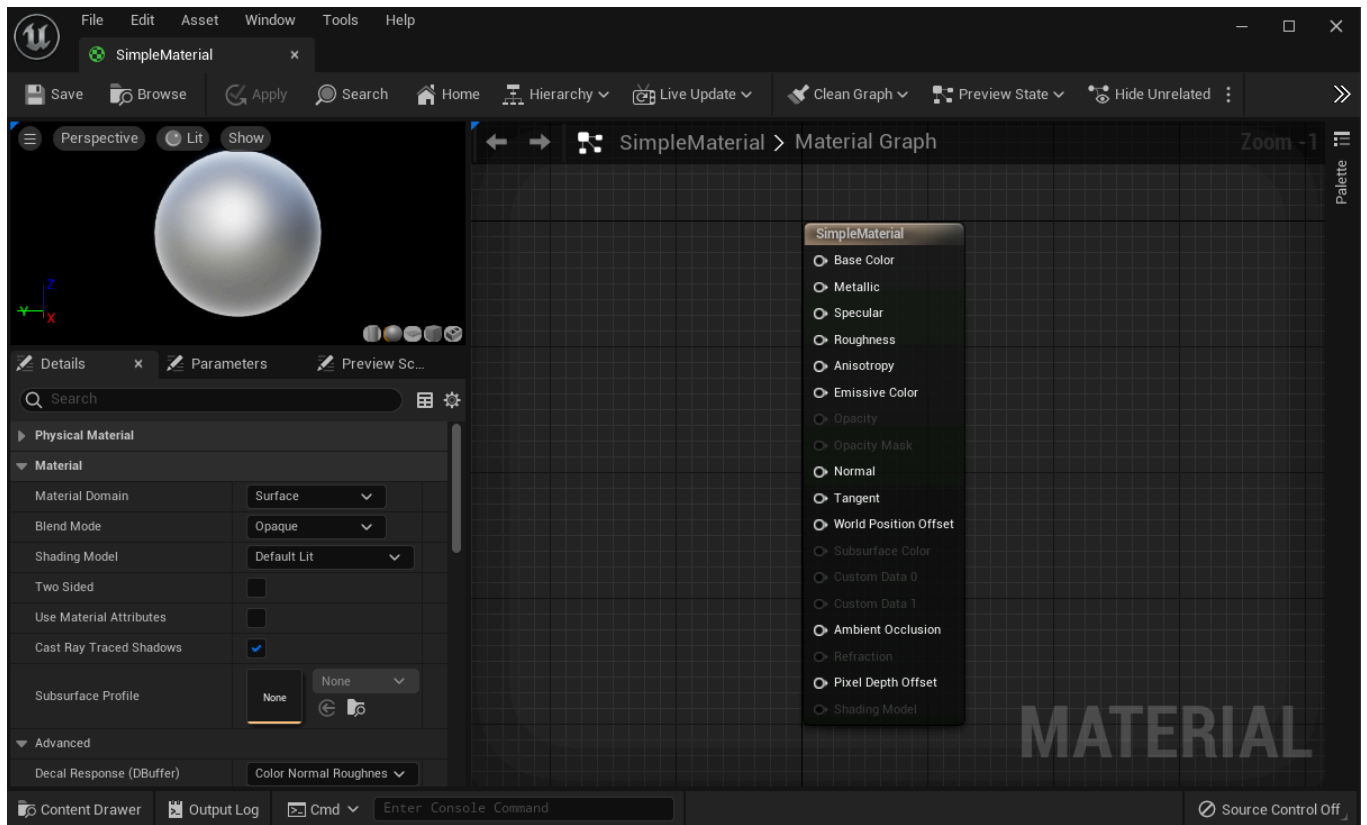 File Edit Asset Window Tools Help
SimpleMaterial
Save Browse Apply Search Home Hierarchy Live Update Clean Graph Preview State Hide Unrelated
Perspective Lit Show
SimpleMaterial > Material Graph
Zoom -1
Palette
Z
Y
X
SimpleMaterial
Base Color
Metallic
Specular
Roughness
Anisotropy
Emissive Color
Opacity
Opacity Mask
Normal
Tangent
World Position Offset
Subsurface Color
Custom Data 0
Custom Data 1
Ambient Occlusion
Refraction
Pixel Depth Offset
Shading Model
MATERIAL
Details Parameters Preview Sc...
Search
Physical Material
Material
Material Domain Surface
Blend Mode Opaque
Shading Model Default Lit
Two Sided
Use Material Attributes
Cast Ray Traced Shadows
Subsurface Profile None None
Advanced
Decal Response (DBuffer) Color Normal Roughnes
Content Drawer Output Log Cmd Enter Console Command Source Control Off